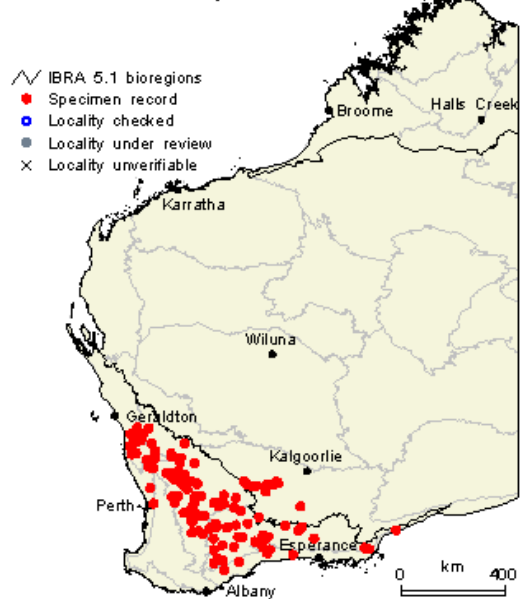 IBRA 5.1 bioregions
Specimen record
Locality checked
Locality under review
Locality unverifiable
Broome
Halls Creek
Karratha
Wiluna
Geraldton
Kalgoorlie
Perth
Esperance
Albany
0 km 400